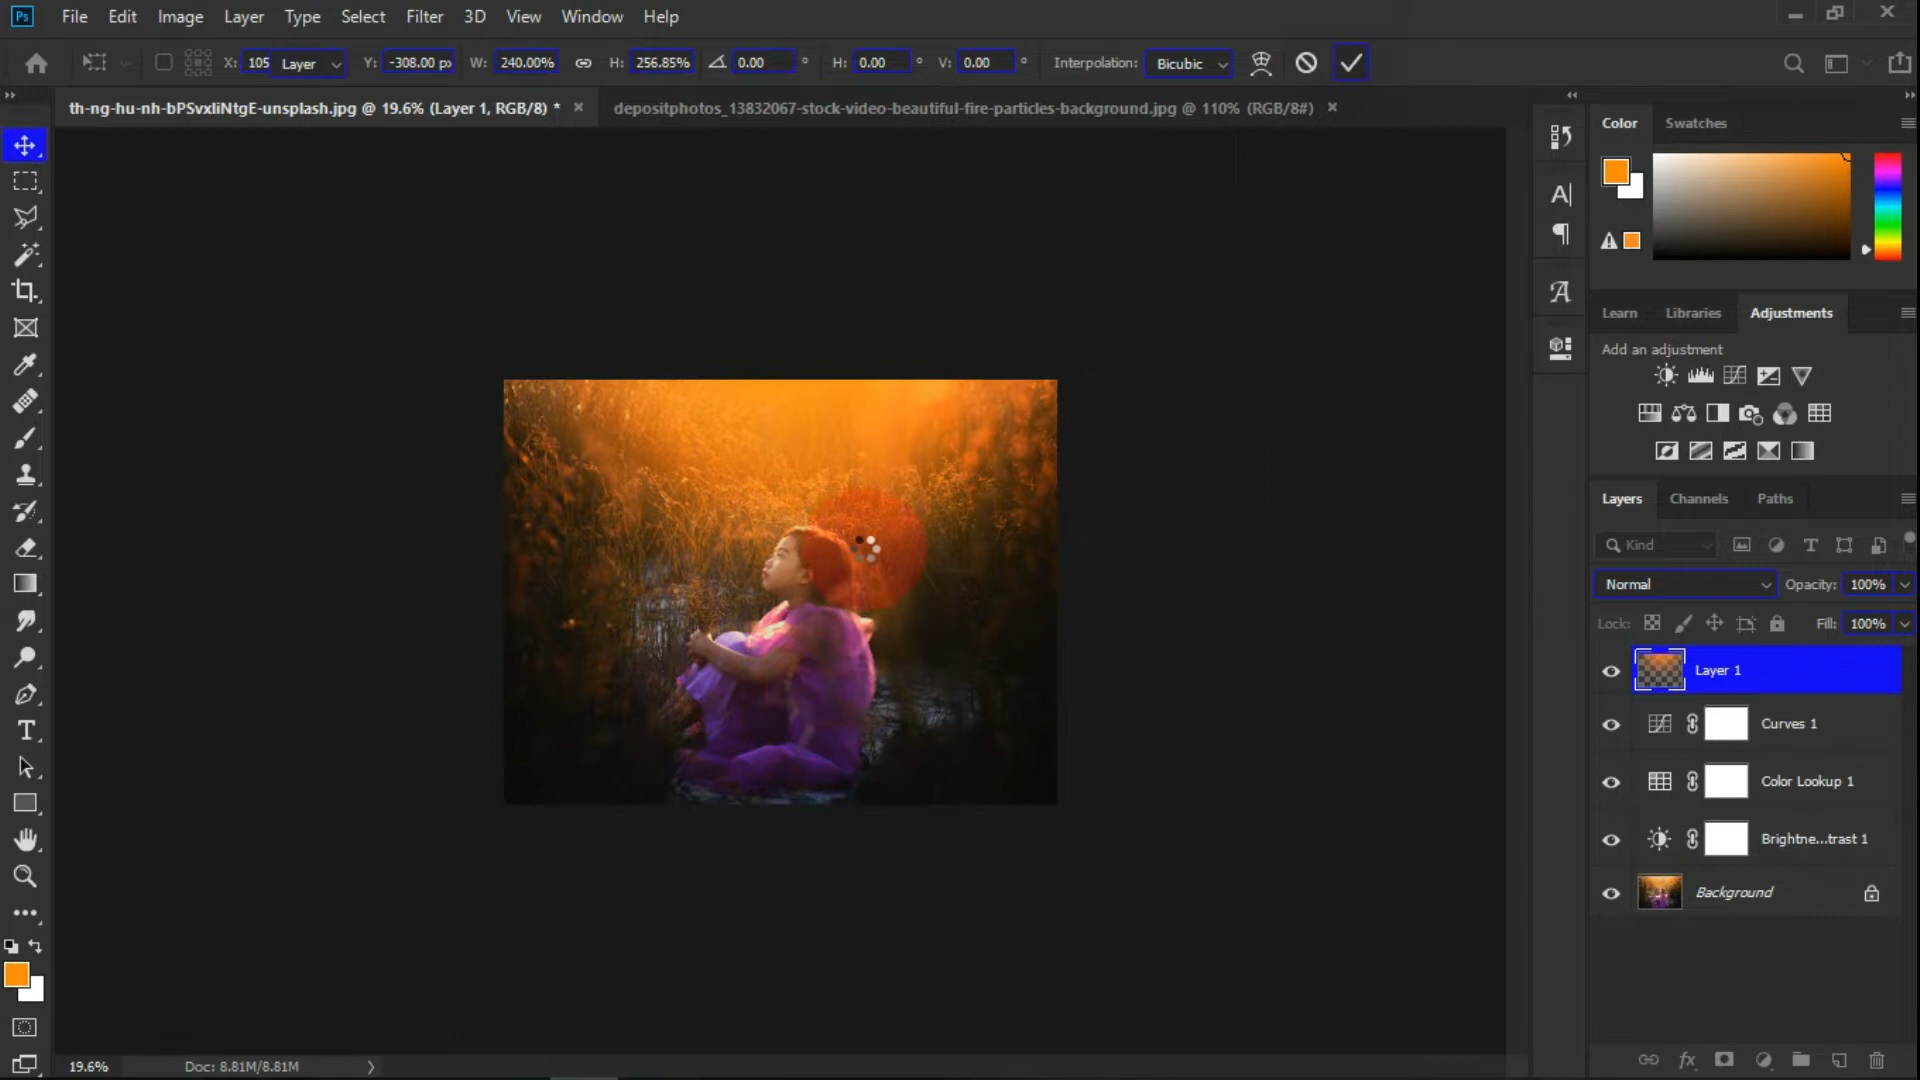 Ps File Edit Image Layer Type Select Filter 3D View Window Help
X: 105 Layer Y: -308.00 px W: 240.00% H: 256.85% 0.00 ° H: 0.00 ° V: 0.00 ° Interpolation: Bicubic
th-ng-hu-nh-bPSvxliNtgE-unsplash.jpg @ 19.6% (Layer 1, RGB/8) * × depositphotos_13832067-stock-video-beautiful-fire-particles-background.jpg @ 110% (RGB/8#) ×
Color Swatches
Learn Libraries Adjustments
Add an adjustment
Layers Channels Paths
Kind
Normal Opacity: 100%
Lock: Fill: 100%
Layer 1
Curves 1
Color Lookup 1
Brightne...trast 1
Background
fx
19.6% Doc: 8.81M/8.81M